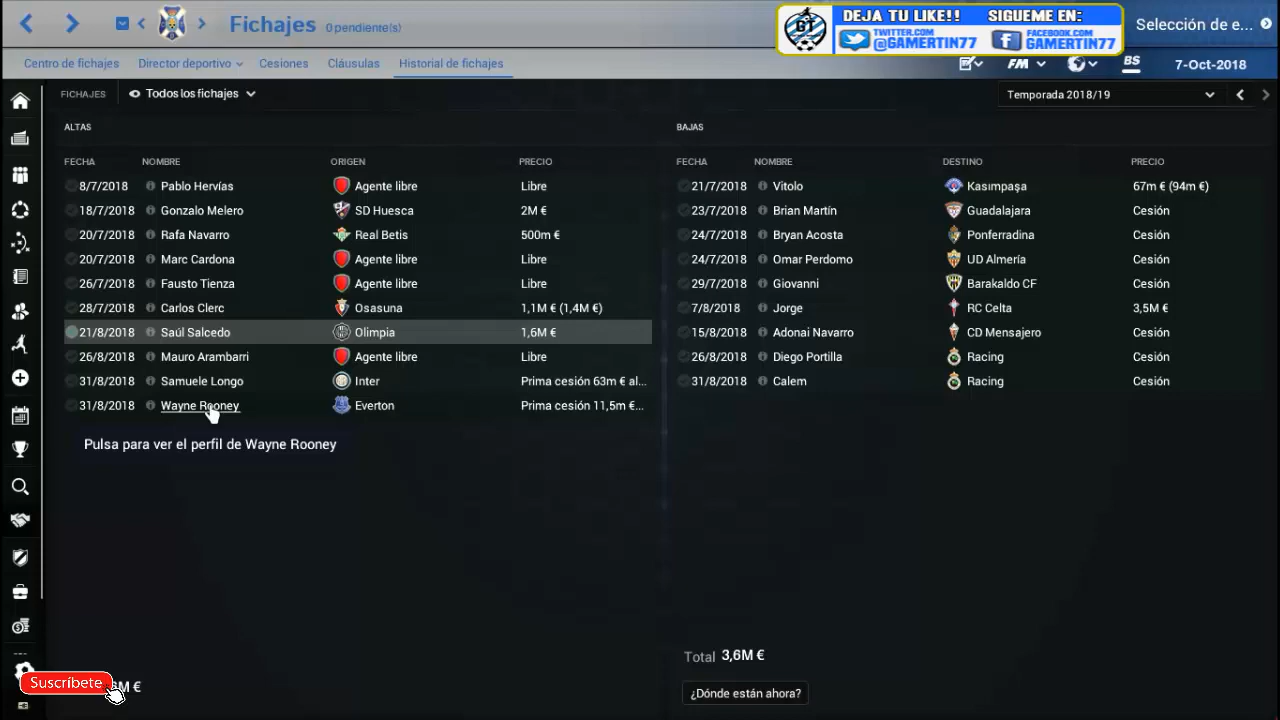 Fichajes 0 pendiente(s)
DEJA TU LIKE!! SIGUEME EN:
TWITTER.COM
@GAMERTIN77
FACEBOOK.COM
GAMERTIN77
Selección de e...
Centro de fichajes Director deportivo Cesiones Cláusulas Historial de fichajes
FM BS 7-Oct-2018
FICHAJES Todos los fichajes Temporada 2018/19
ALTAS
FECHA NOMBRE ORIGEN PRECIO
8/7/2018 Pablo Hervías Agente libre Libre
18/7/2018 Gonzalo Melero SD Huesca 2M €
20/7/2018 Rafa Navarro Real Betis 500m €
20/7/2018 Marc Cardona Agente libre Libre
26/7/2018 Fausto Tienza Agente libre Libre
28/7/2018 Carlos Clerc Osasuna 1,1M € (1,4M €)
21/8/2018 Saúl Salcedo Olimpia 1,6M €
26/8/2018 Mauro Arambarri Agente libre Libre
31/8/2018 Samuele Longo Inter Prima cesión 63m € al...
31/8/2018 Wayne Rooney Everton Prima cesión 11,5m €...
Pulsa para ver el perfil de Wayne Rooney
BAJAS
FECHA NOMBRE DESTINO PRECIO
21/7/2018 Vitolo Kasımpaşa 67m € (94m €)
23/7/2018 Brian Martín Guadalajara Cesión
24/7/2018 Bryan Acosta Ponferradina Cesión
24/7/2018 Omar Perdomo UD Almería Cesión
29/7/2018 Giovanni Barakaldo CF Cesión
7/8/2018 Jorge RC Celta 3,5M €
15/8/2018 Adonai Navarro CD Mensajero Cesión
26/8/2018 Diego Portilla Racing Cesión
31/8/2018 Calem Racing Cesión
Total 3,6M €
¿Dónde están ahora?
Suscríbete
M €